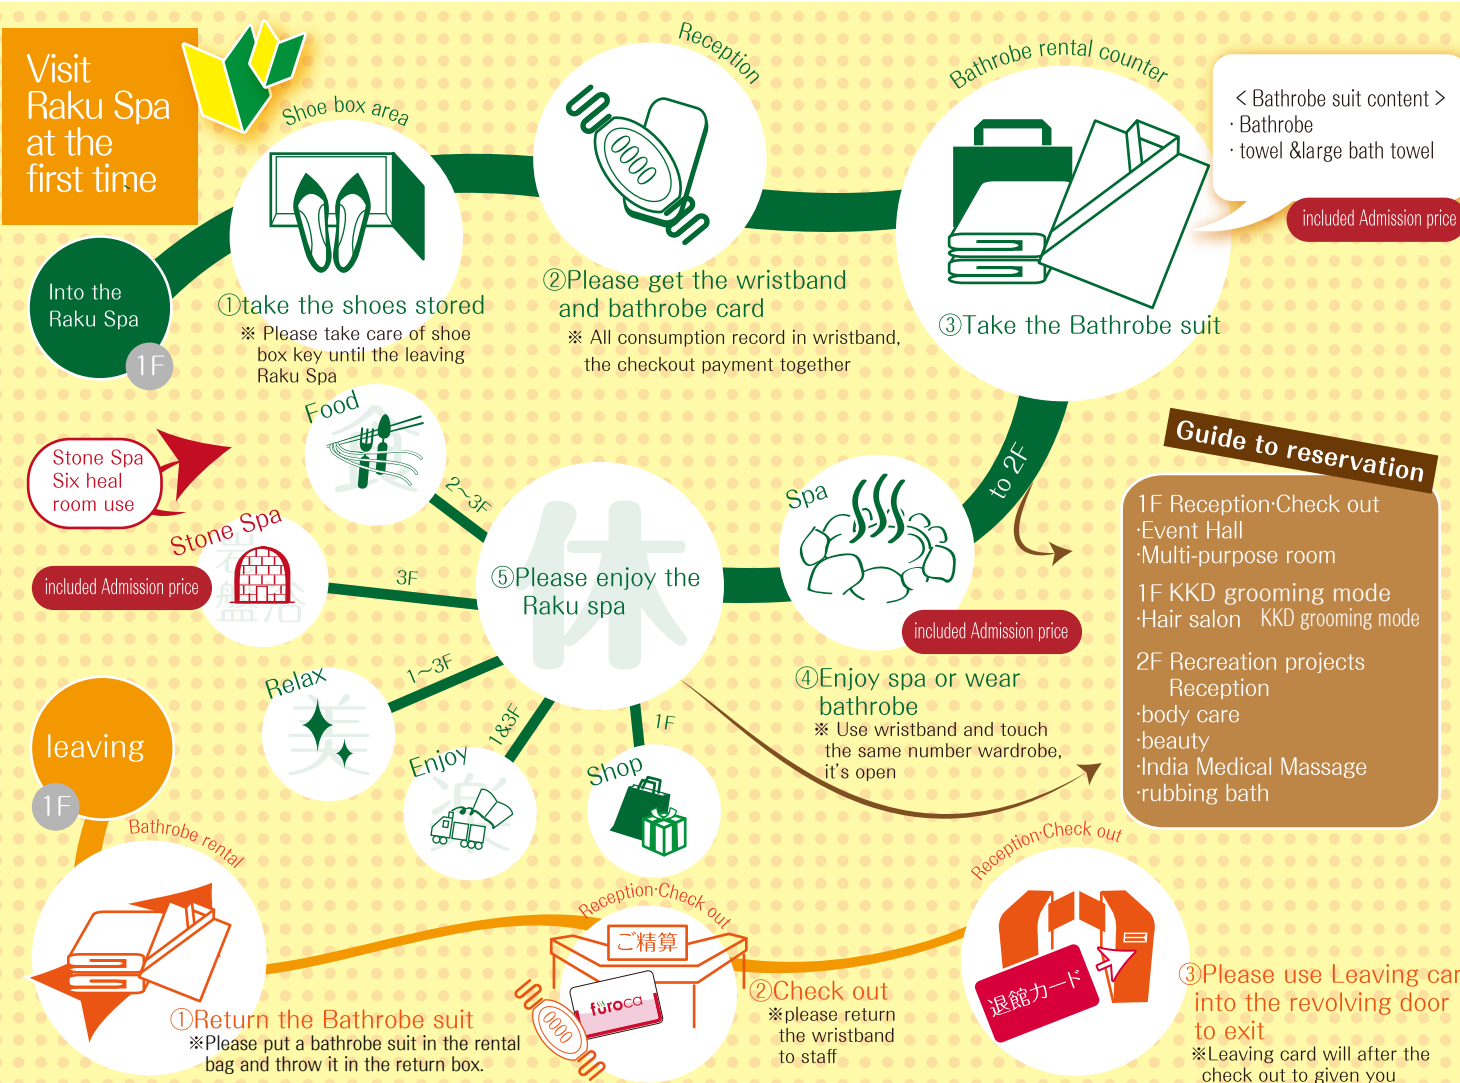 Visit
Raku Spa
at the
first time
Into the
Raku Spa
1F
Shoe box area
①take the shoes stored
※ Please take care of shoe
box key until the leaving
Raku Spa
Reception
0000
②Please get the wristband
and bathrobe card
※ All consumption record in wristband,
the checkout payment together
Bathrobe rental counter
③Take the Bathrobe suit
< Bathrobe suit content >
· Bathrobe
· towel &large bath towel
included Admission price
to 2F
Spa
included Admission price
④Enjoy spa or wear
bathrobe
※ Use wristband and touch
the same number wardrobe,
it's open
休
⑤Please enjoy the
Raku spa
食
Food
2~3F
Stone Spa
Six heal
room use
岩
盤浴
Stone Spa
included Admission price
3F
美
Relax
1~3F
楽
Enjoy
1&3F
Shop
1F
Guide to reservation
1F Reception·Check out
·Event Hall
·Multi-purpose room
1F KKD grooming mode
·Hair salon KKD grooming mode
2F Recreation projects
Reception
·body care
·beauty
·India Medical Massage
·rubbing bath
leaving
1F
Bathrobe rental
①Return the Bathrobe suit
※Please put a bathrobe suit in the rental
bag and throw it in the return box.
Reception·Check out
ご精算
furoca
0000
②Check out
※please return
the wristband
to staff
Reception·Check out
退館カード
③Please use Leaving car
into the revolving door
to exit
※Leaving card will after the
check out to given you